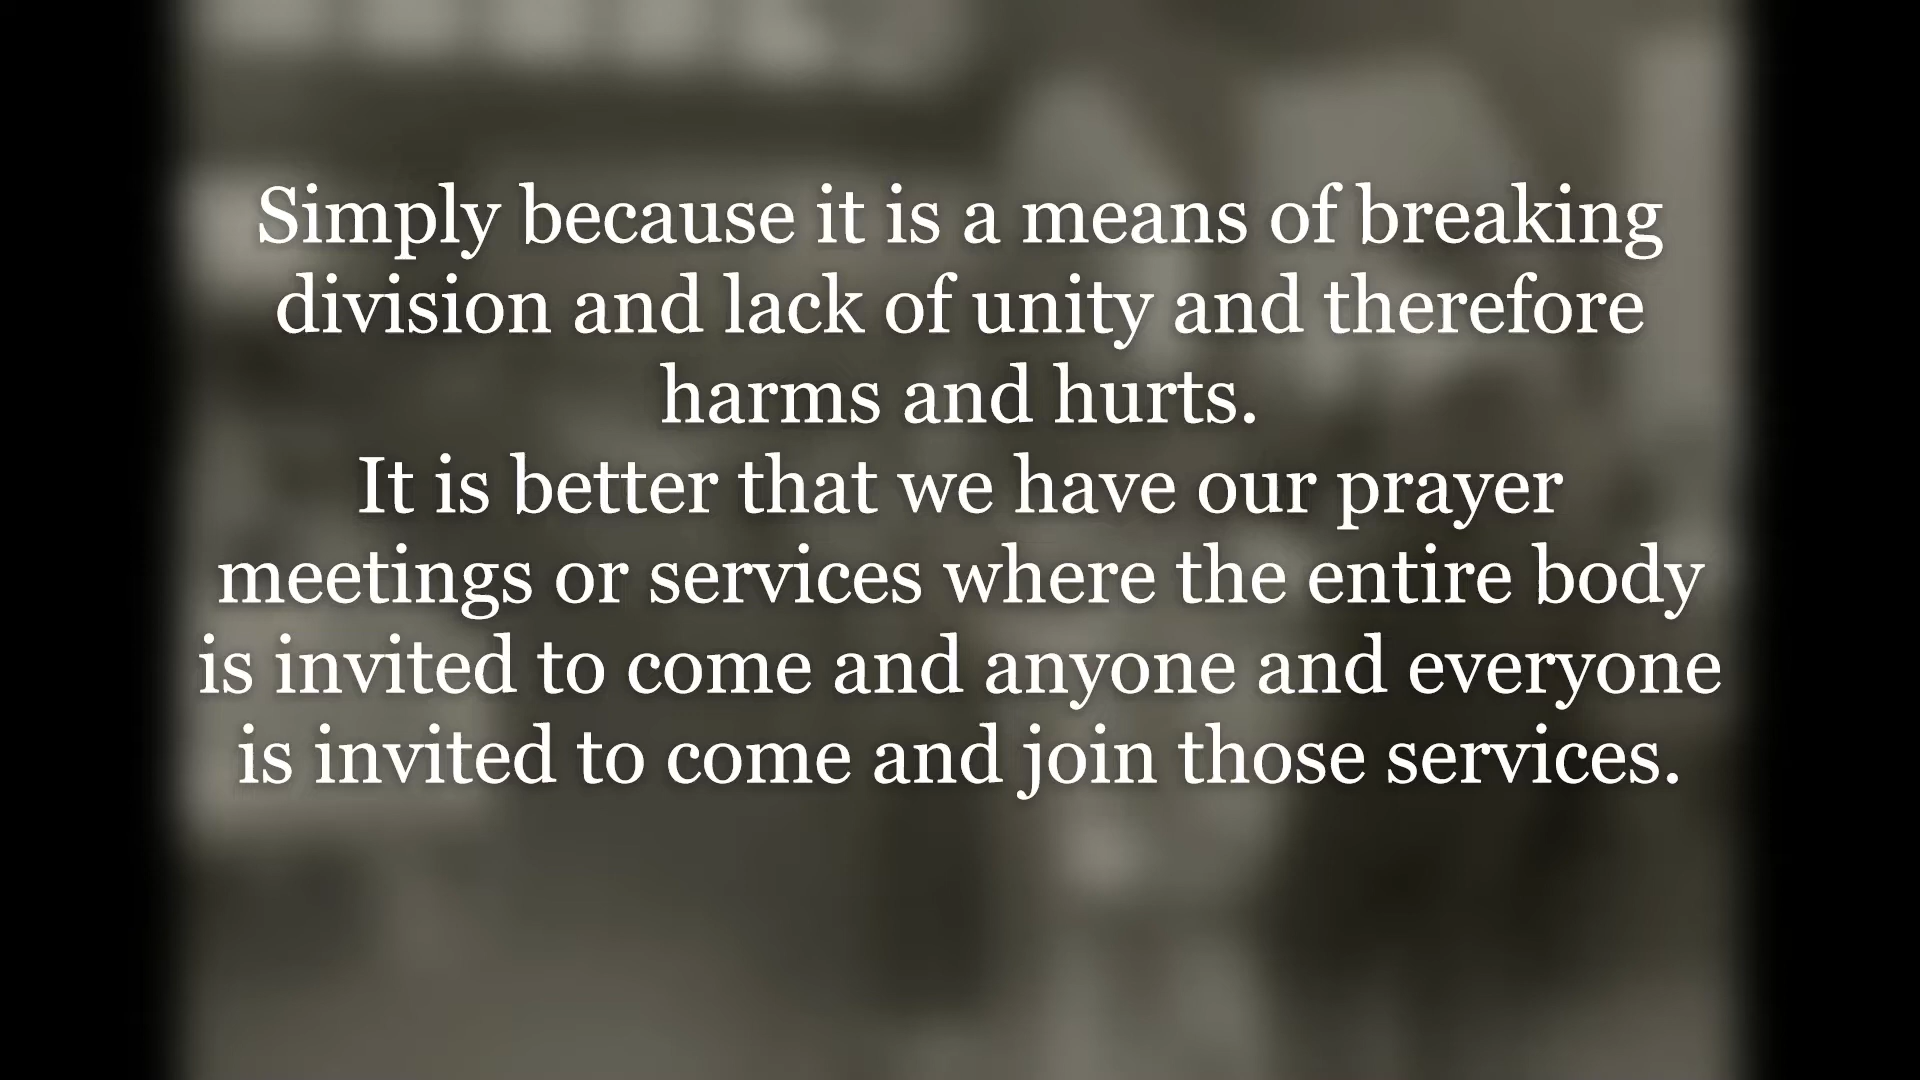 Simply because it is a means of breaking
division and lack of unity and therefore
harms and hurts.
It is better that we have our prayer
meetings or services where the entire body
is invited to come and anyone and everyone
is invited to come and join those services.